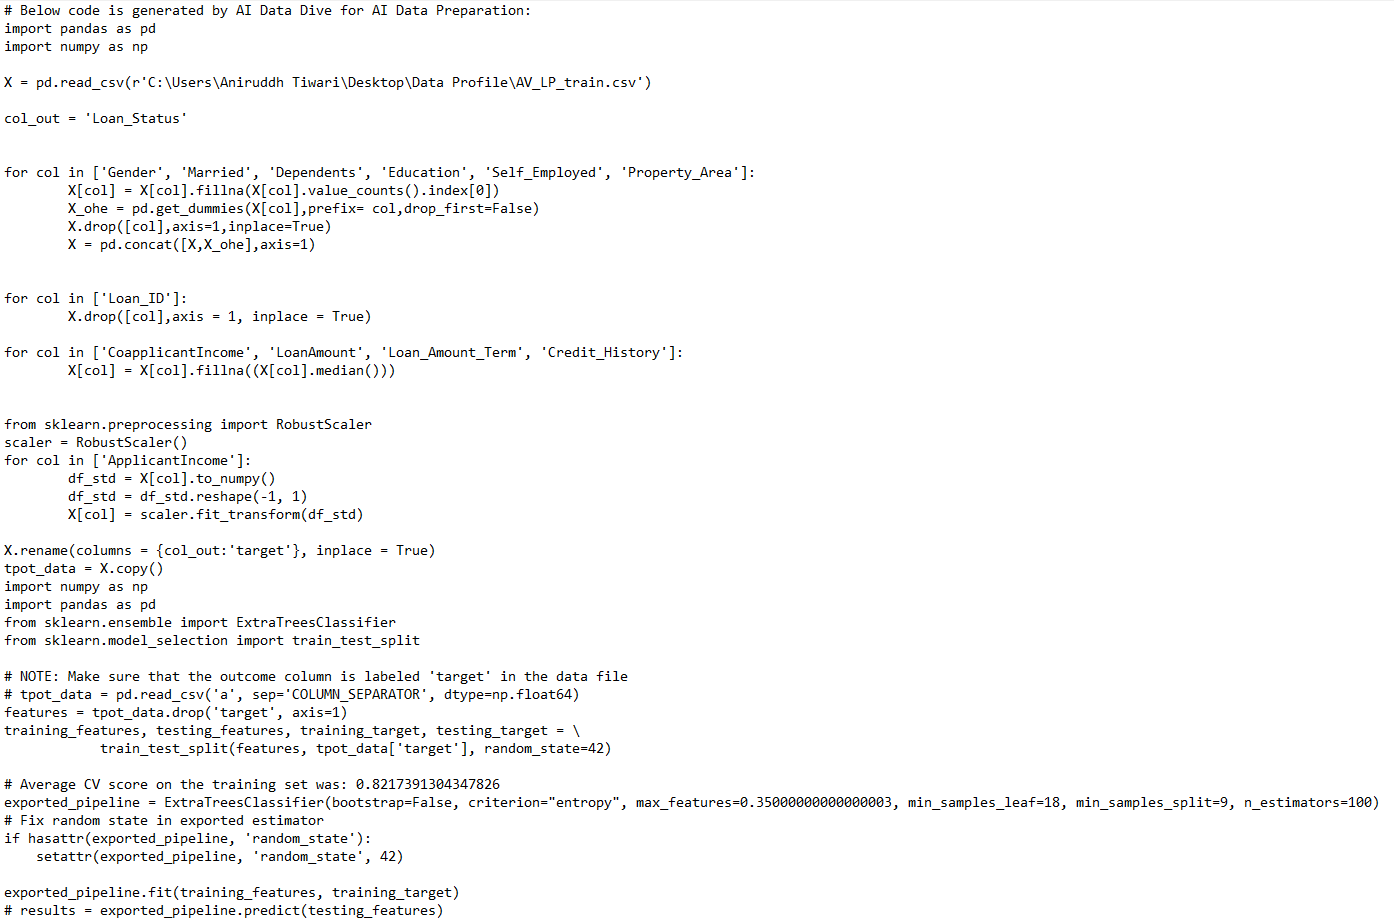 # Below code is generated by AI Data Dive for AI Data Preparation:
import pandas as pd
import numpy as np
X = pd.read_csv(r'C:\Users\Aniruddh Tiwari\Desktop\Data Profile\AV_LP_train.csv')
col_out = 'Loan_Status'
for col in ['Gender', 'Married', 'Dependents', 'Education', 'Self_Employed', 'Property_Area']:
        X[col] = X[col].fillna(X[col].value_counts().index[0])
        X_ohe = pd.get_dummies(X[col],prefix= col,drop_first=False)
        X.drop([col],axis=1,inplace=True)
        X = pd.concat([X,X_ohe],axis=1)
for col in ['Loan_ID']:
        X.drop([col],axis = 1, inplace = True)
for col in ['CoapplicantIncome', 'LoanAmount', 'Loan_Amount_Term', 'Credit_History']:
        X[col] = X[col].fillna((X[col].median()))
from sklearn.preprocessing import RobustScaler
scaler = RobustScaler()
for col in ['ApplicantIncome']:
        df_std = X[col].to_numpy()
        df_std = df_std.reshape(-1, 1)
        X[col] = scaler.fit_transform(df_std)
X.rename(columns = {col_out:'target'}, inplace = True)
tpot_data = X.copy()
import numpy as np
import pandas as pd
from sklearn.ensemble import ExtraTreesClassifier
from sklearn.model_selection import train_test_split
# NOTE: Make sure that the outcome column is labeled 'target' in the data file
# tpot_data = pd.read_csv('a', sep='COLUMN_SEPARATOR', dtype=np.float64)
features = tpot_data.drop('target', axis=1)
training_features, testing_features, training_target, testing_target = \
            train_test_split(features, tpot_data['target'], random_state=42)
# Average CV score on the training set was: 0.8217391304347826
exported_pipeline = ExtraTreesClassifier(bootstrap=False, criterion="entropy", max_features=0.35000000000000003, min_samples_leaf=18, min_samples_split=9, n_estimators=100)
# Fix random state in exported estimator
if hasattr(exported_pipeline, 'random_state'):
    setattr(exported_pipeline, 'random_state', 42)
exported_pipeline.fit(training_features, training_target)
# results = exported_pipeline.predict(testing_features)